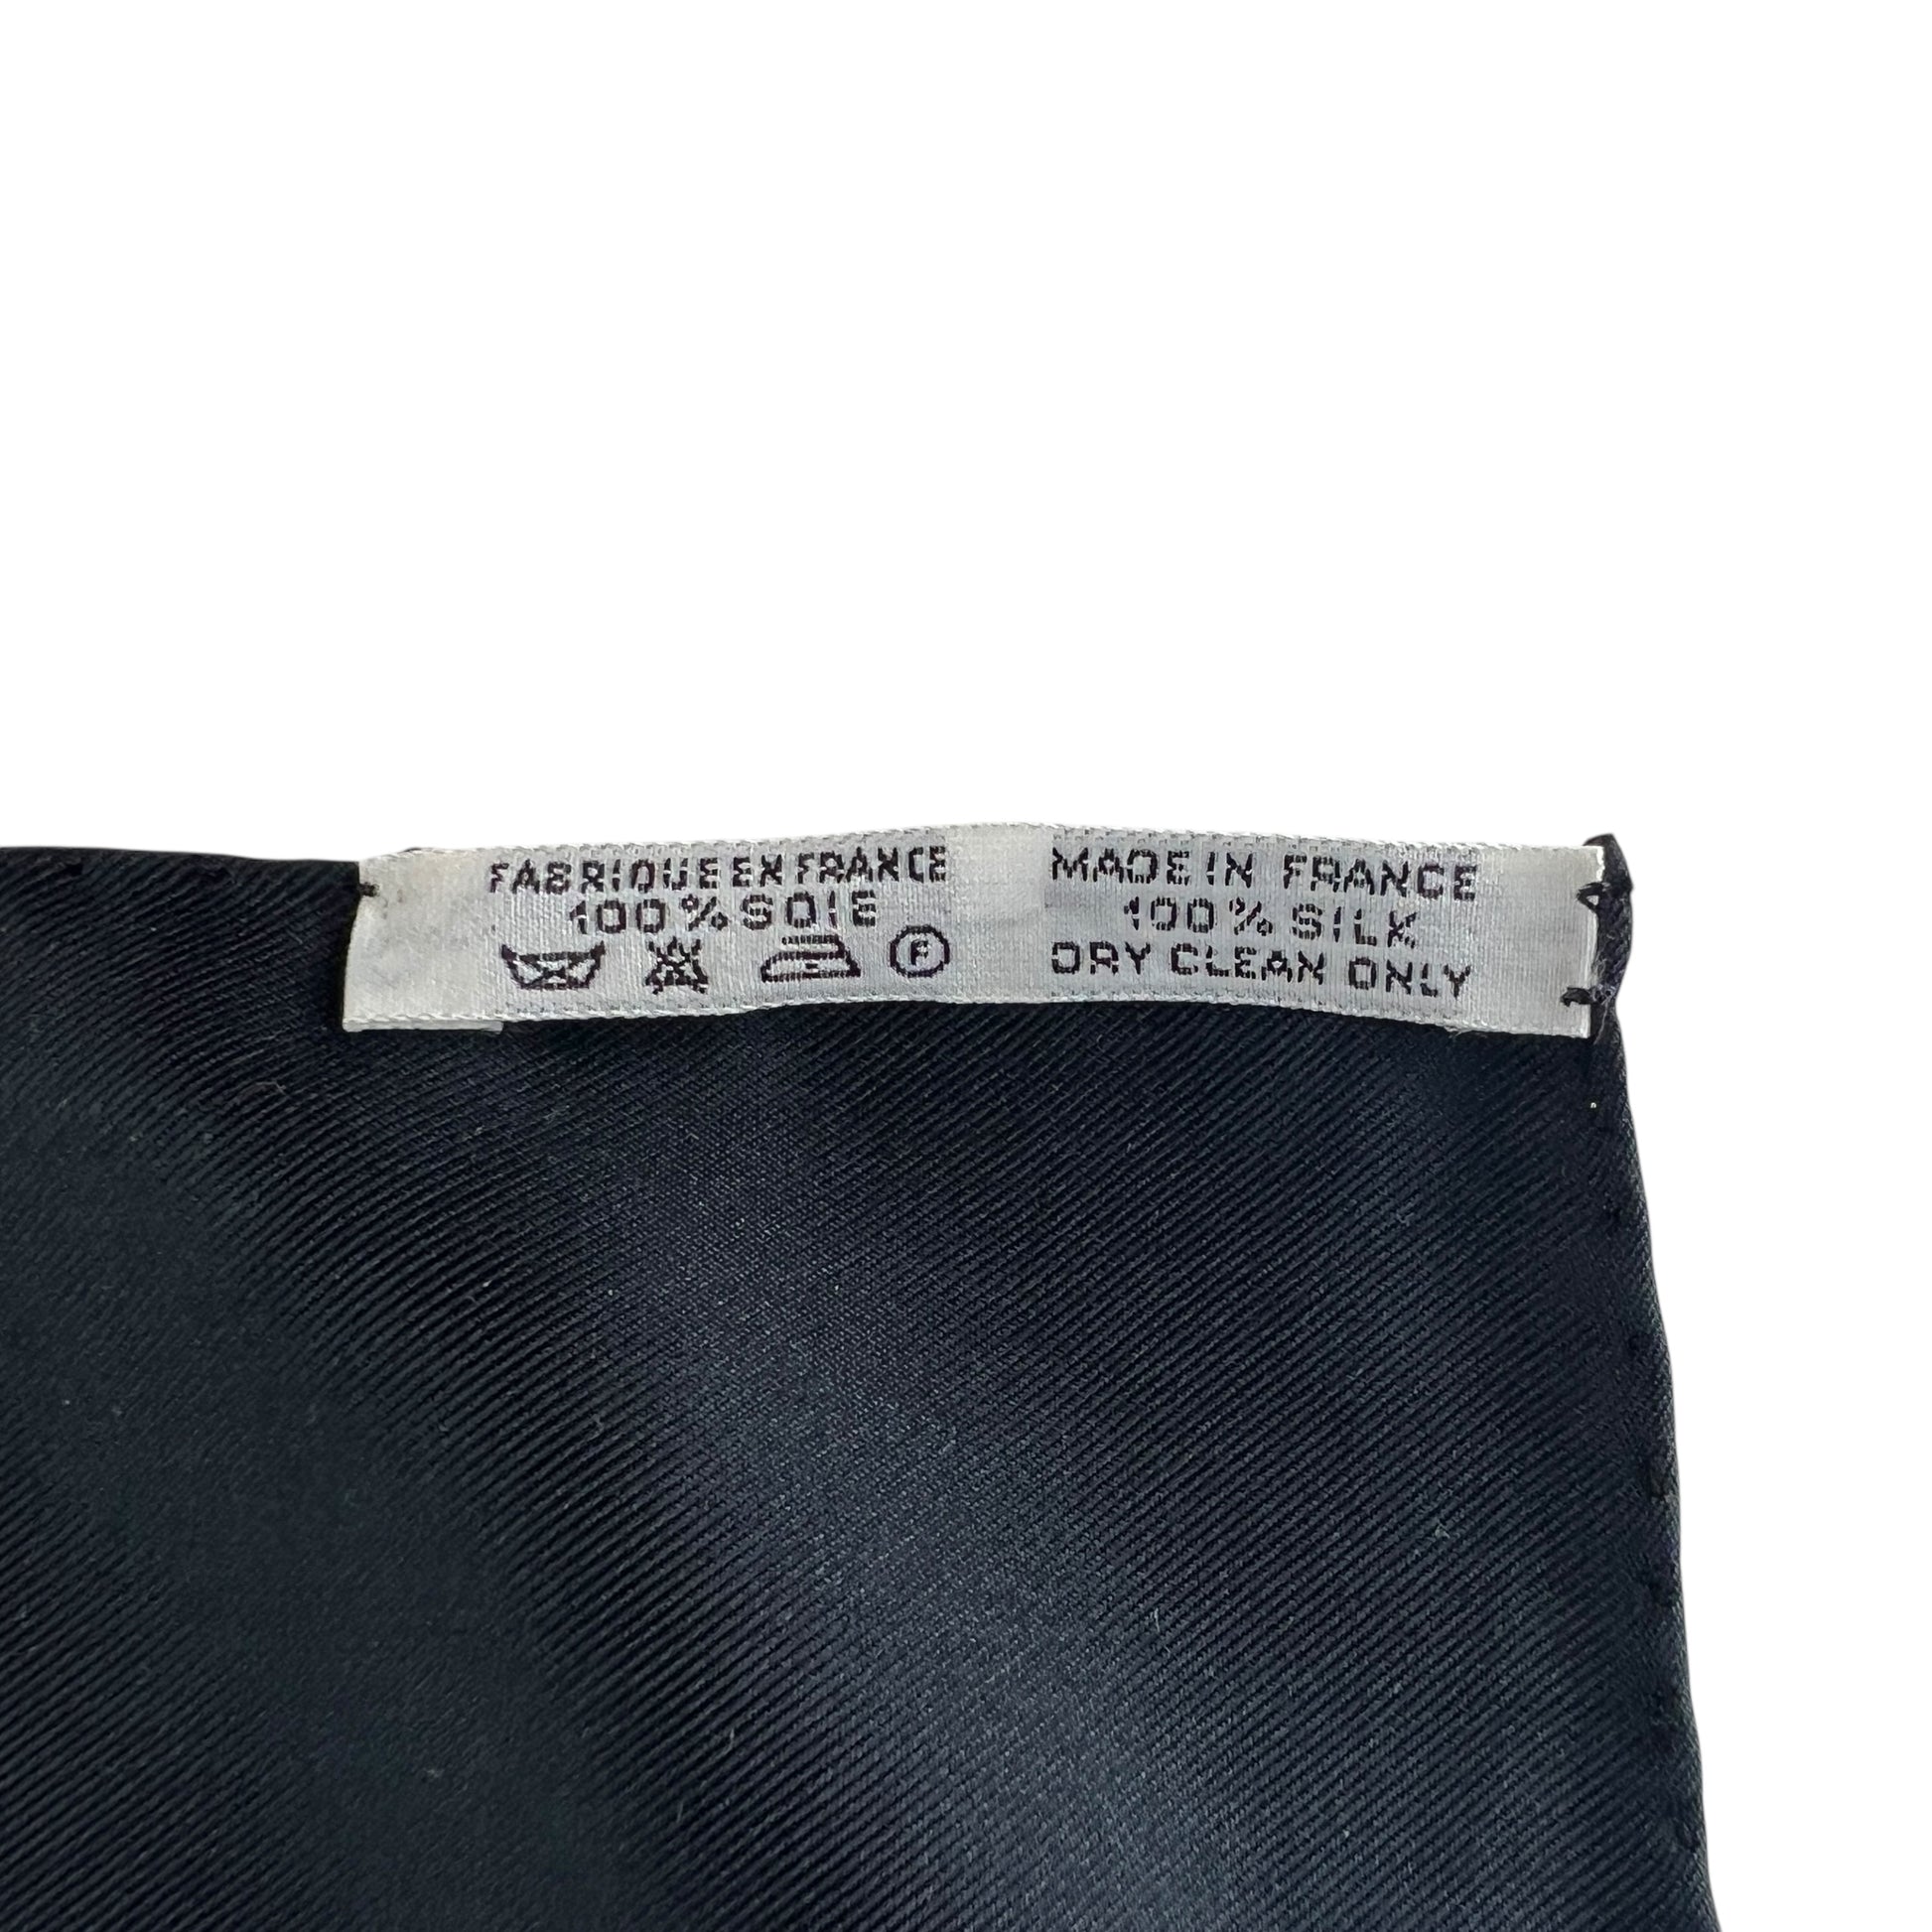 FABRIQUE EN FRANCE
100% SOIE
F
MADE IN FRANCE
100% SILK
DRY CLEAN ONLY